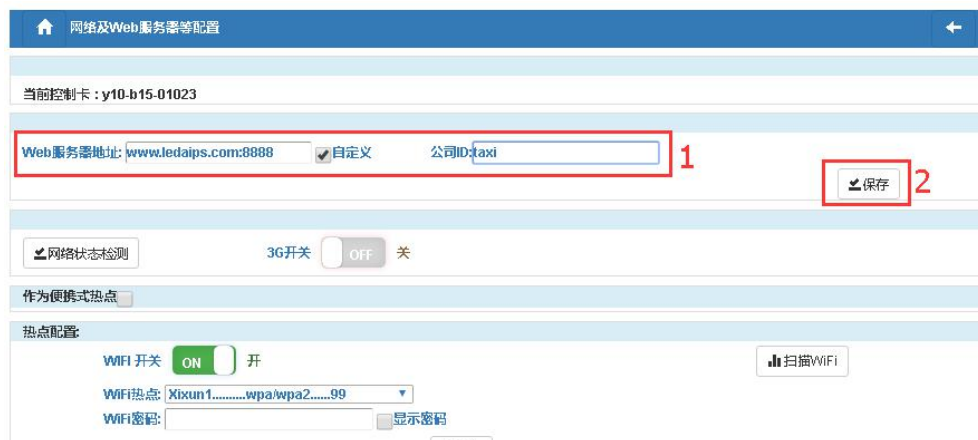 网络及Web服务器等配置
当前控制卡：y10-b15-01023
Web服务器地址: www.ledaips.com:8888 自定义 公司ID:taxi 1
保存 2
网络状态检测 3G开关 OFF 关
作为便携式热点
热点配置:
WIFI 开关 ON 开 扫描WiFi
WiFi热点: Xixun1..........wpa/wpa2......99
WiFi密码: 显示密码